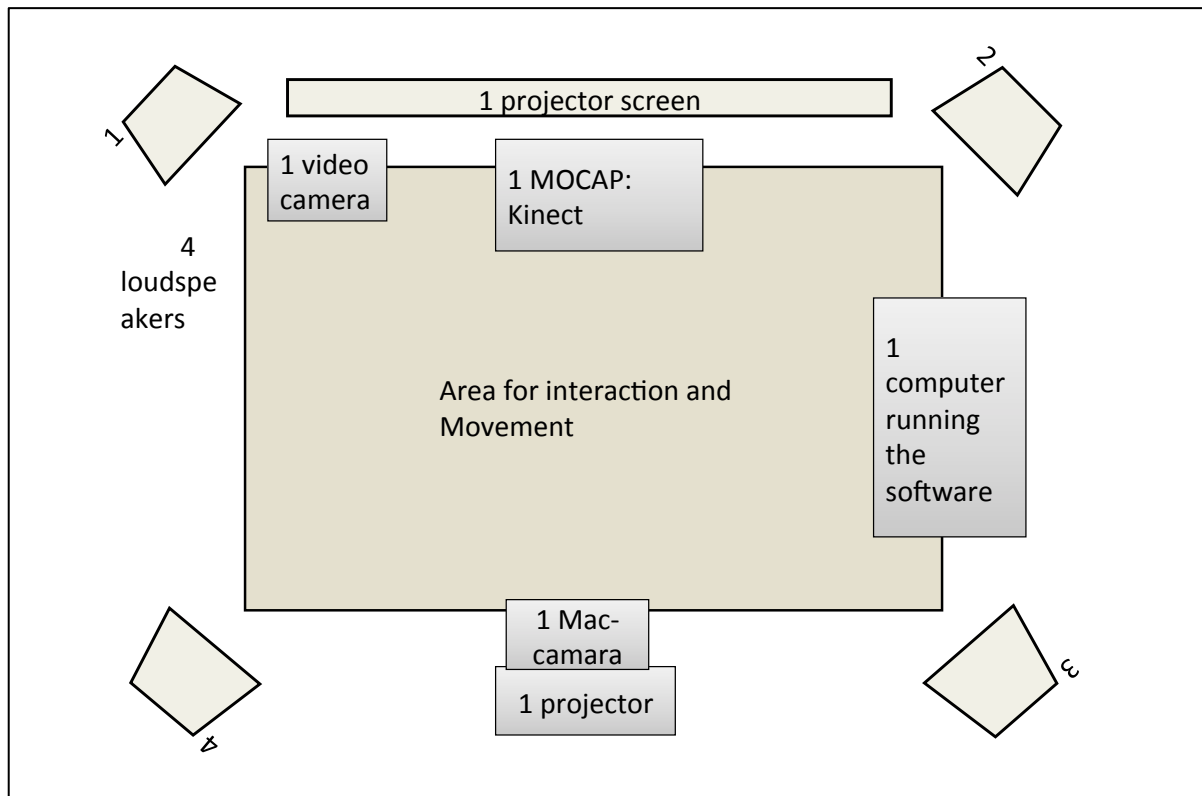 1
2
1 projector screen
1 video
camera
1 MOCAP:
Kinect
4
loudspe
akers
1
computer
running
the
software
Area for interaction and
Movement
1 Mac-
camara
1 projector
3
4